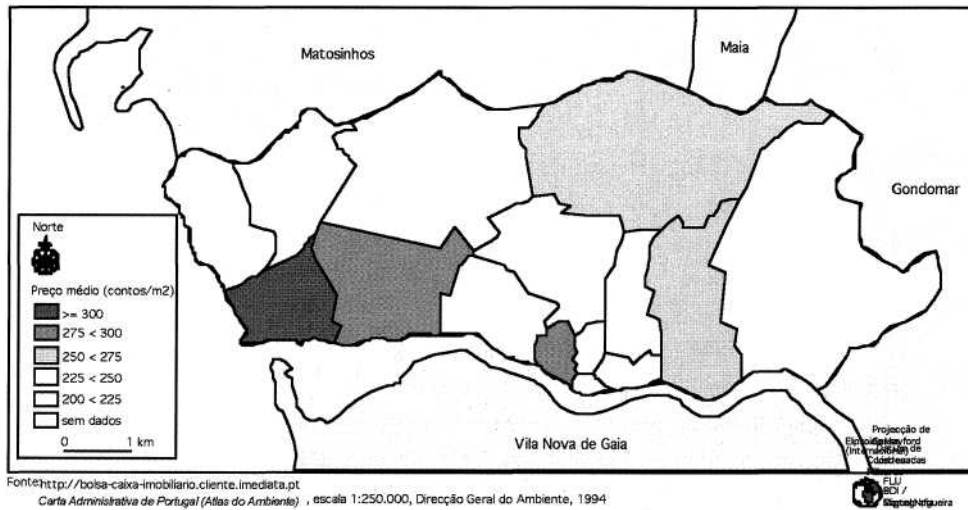 Matosinhos
Maia
Gondomar
Norte
Preço médio (contos/m2)
>= 300
275 < 300
250 < 275
225 < 250
200 < 225
sem dados
0 1 km
Vila Nova de Gaia
Projecção de
(Internacional)
FLU
BDI /
Fonte: http://bolsa-caixa-imobiliario.cliente.imediata.pt
Carta Administrativa de Portugal (Atlas do Ambiente) , escala 1:250.000, Direcção Geral do Ambiente, 1994